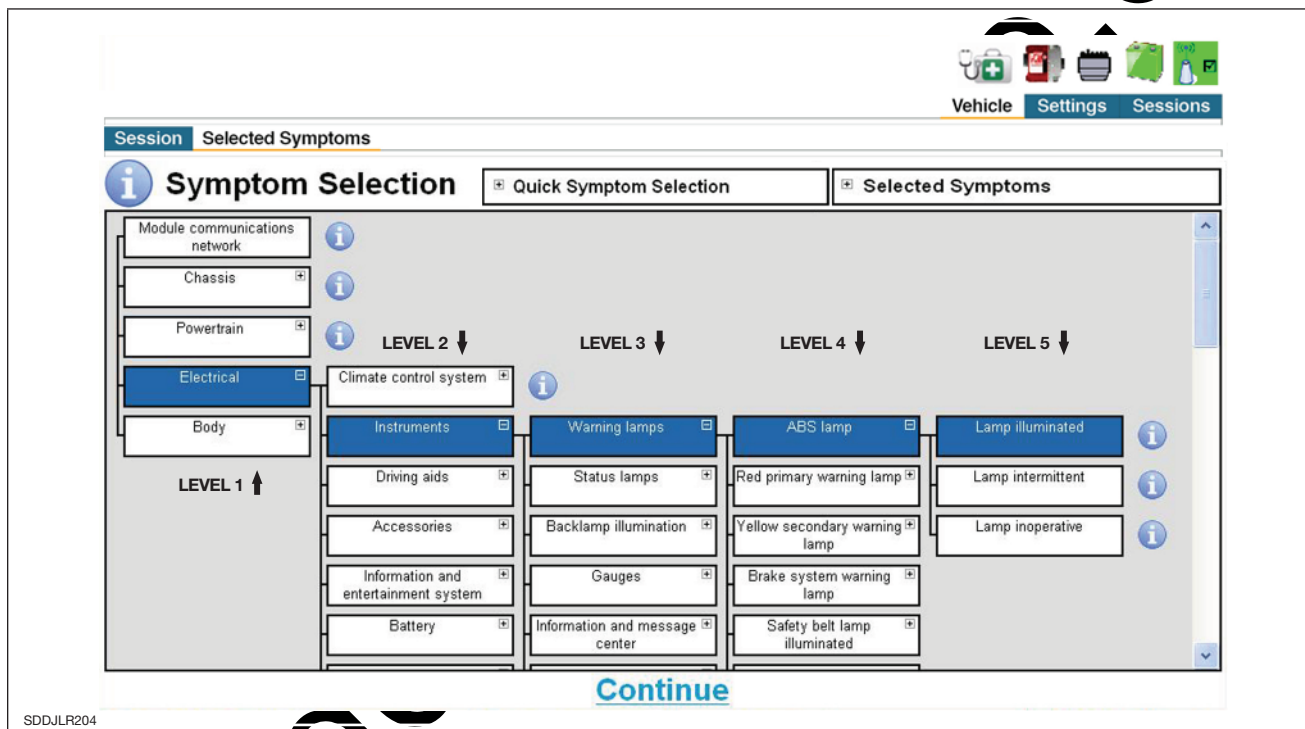 Vehicle Settings Sessions
Session Selected Symptoms
Symptom Selection
Quick Symptom Selection
Selected Symptoms
Module communications
network
Chassis
Powertrain
LEVEL 2 LEVEL 3 LEVEL 4 LEVEL 5
Electrical
Climate control system
Body
Instruments
Warning lamps
ABS lamp
Lamp illuminated
LEVEL 1
Driving aids
Status lamps
Red primary warning lamp
Lamp intermittent
Accessories
Backlamp illumination
Yellow secondary warning
lamp
Lamp inoperative
Information and
entertainment system
Gauges
Brake system warning
lamp
Battery
Information and message
center
Safety belt lamp
illuminated
Continue
SDDJLR204